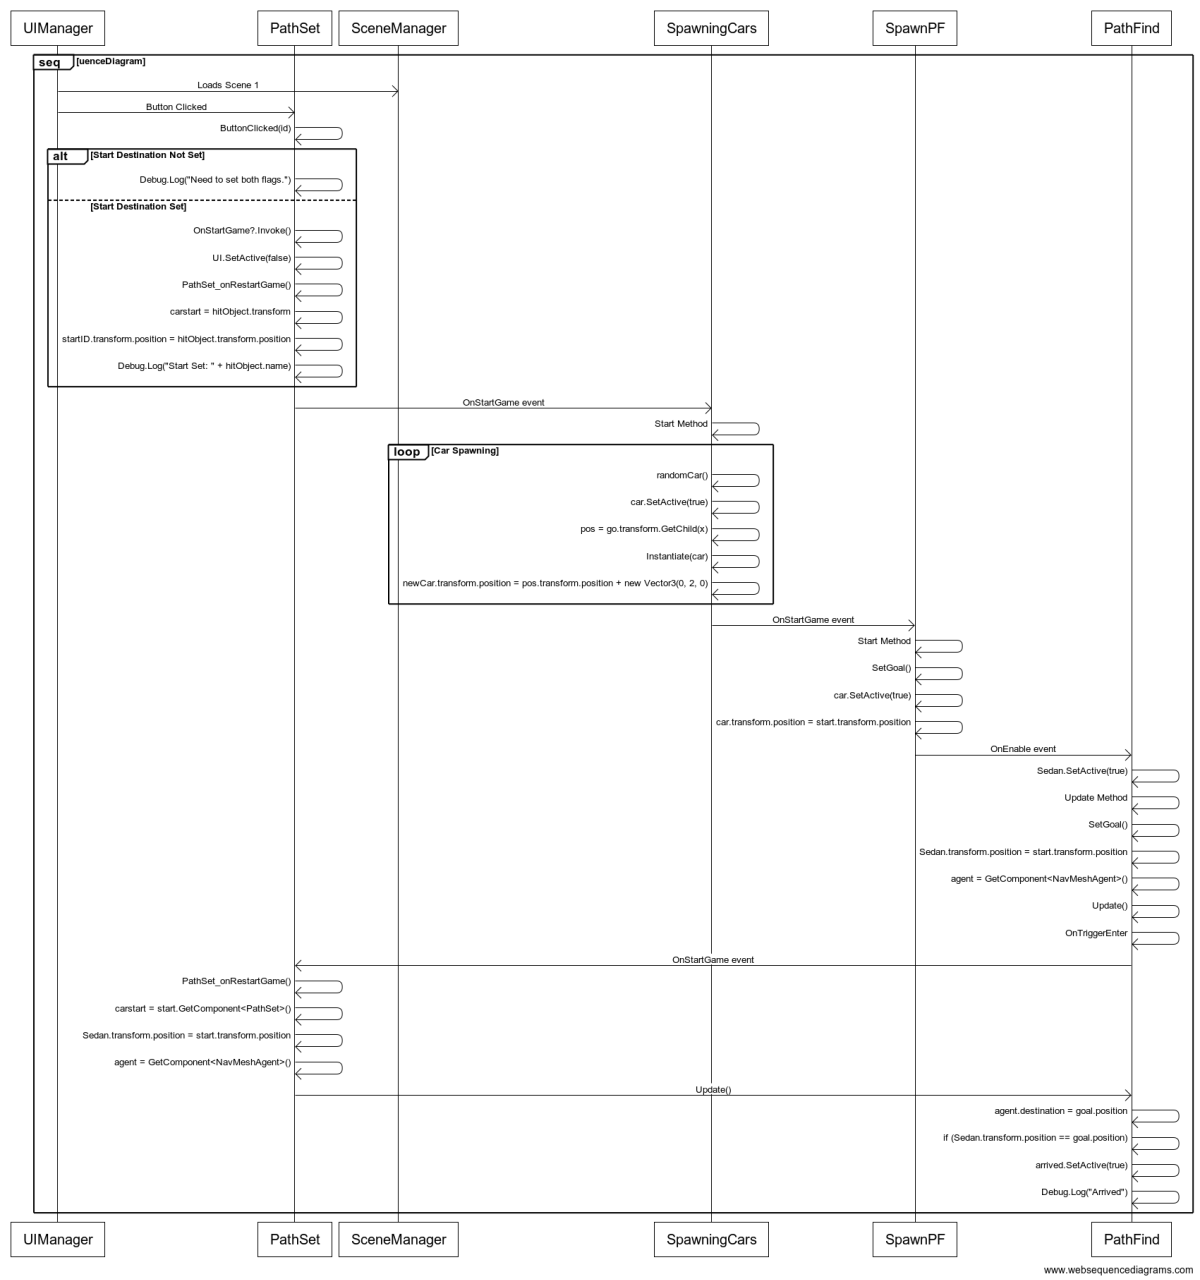 UIManager
PathSet
SceneManager
SpawningCars
SpawnPF
PathFind
seq
[uenceDiagram]
Loads Scene 1
Button Clicked
ButtonClicked(id)
alt
[Start Destination Not Set]
Debug.Log("Need to set both flags.")
[Start Destination Set]
OnStartGame?.Invoke()
UI.SetActive(false)
PathSet_onRestartGame()
carstart = hitObject.transform
startID.transform.position = hitObject.transform.position
Debug.Log("Start Set: " + hitObject.name)
OnStartGame event
Start Method
loop
[Car Spawning]
randomCar()
car.SetActive(true)
pos = go.transform.GetChild(x)
Instantiate(car)
newCar.transform.position = pos.transform.position + new Vector3(0, 2, 0)
OnStartGame event
Start Method
SetGoal()
car.SetActive(true)
car.transform.position = start.transform.position
OnEnable event
Sedan.SetActive(true)
Update Method
SetGoal()
Sedan.transform.position = start.transform.position
agent = GetComponent<NavMeshAgent>()
Update()
OnTriggerEnter
OnStartGame event
PathSet_onRestartGame()
carstart = start.GetComponent<PathSet>()
Sedan.transform.position = start.transform.position
agent = GetComponent<NavMeshAgent>()
Update()
agent.destination = goal.position
if (Sedan.transform.position == goal.position)
arrived.SetActive(true)
Debug.Log("Arrived")
UIManager
PathSet
SceneManager
SpawningCars
SpawnPF
PathFind
www.websequencediagrams.com